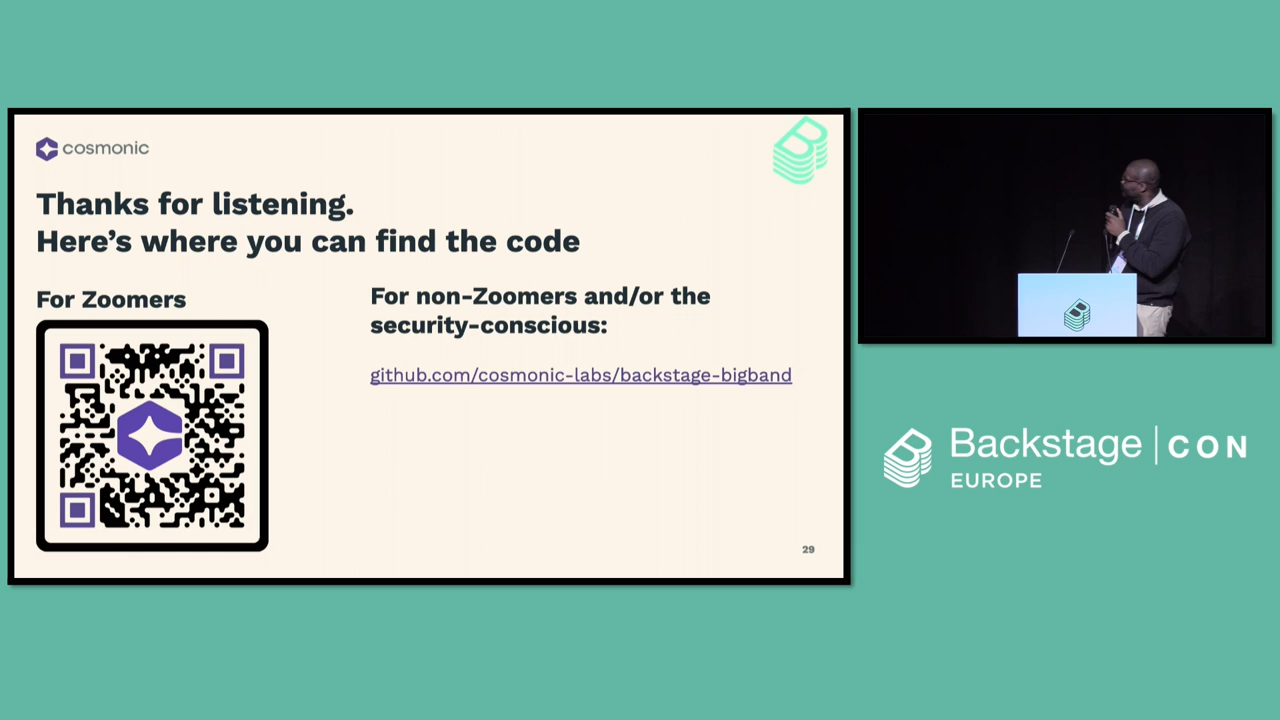 cosmonic
Thanks for listening.
Here's where you can find the code
For Zoomers
For non-Zoomers and/or the
security-conscious:
github.com/cosmonic-labs/backstage-bigband
29
Backstage | CON
EUROPE